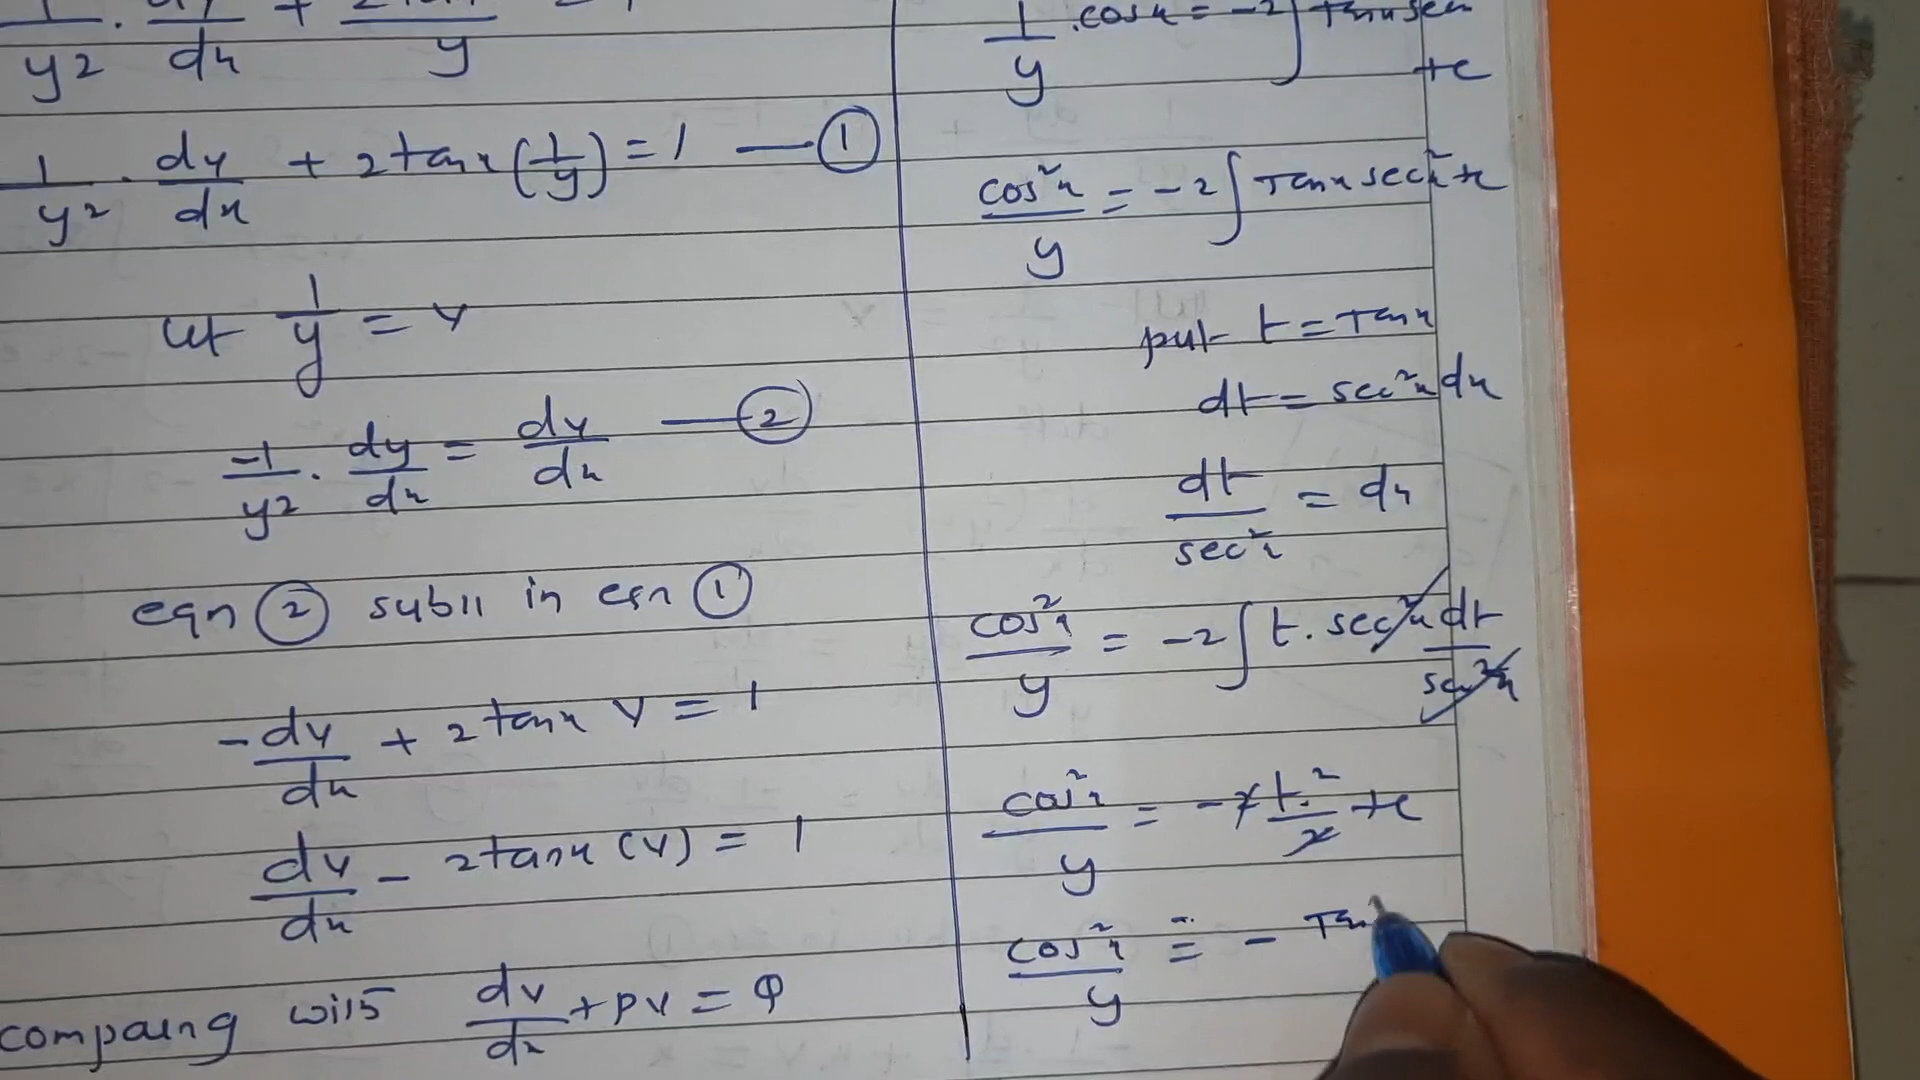 1/y2 · dy/dx +
1/y2 · dy/dx + 2tanx(1/y) = 1 — ①
let 1/y = v
-1/y2 · dy/dx = dv/dx — ②
eqn ② sub11 in eqn ①
-dv/dx + 2tanx v = 1
dv/dx - 2tanx (v) = 1
compaing with dv/dx + pv = Q
1/y · cosx = -2∫
+c
cos²x/y = -2∫Tanx sec²x +c
put t = Tanx
dt = sec²x dx
dt/sec²x = dx
cos²x/y = -2∫t. sec²x dt/sec²x
cos²x/y = -2 t²/2 +c
cos²x/y = - Tan